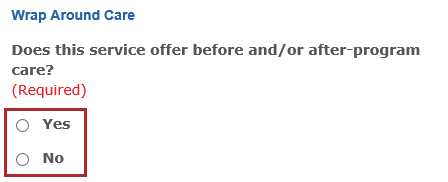 Wrap Around Care
Does this service offer before and/or after-program
care?
(Required)
Yes
No